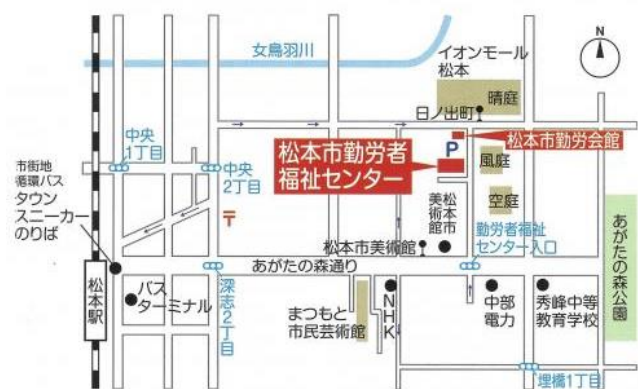 女鳥羽川
イオンモール
松本
晴庭
N
日ノ出町
中央
1丁目
中央
2丁目
松本市勤労者
福祉センター
P
松本市勤労会館
風庭
空庭
市街地
循環バス
タウン
スニーカー
のりば
〒
松本市
美術館
松本市美術館
勤労者福祉
センター入口
あがたの森通り
あがたの森公園
松本駅
バス
ターミナル
深志2丁目
まつもと
市民芸術館
NHK
中部
電力
秀峰中等
教育学校
埋橋1丁目